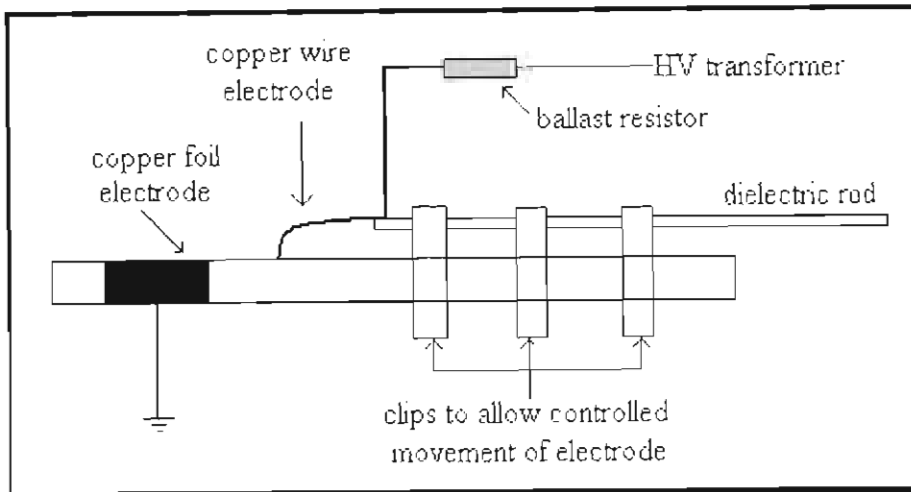 copper wire
electrode
HV transformer
ballast resistor
copper foil
electrode
dielectric rod
clips to allow controlled
movement of electrode